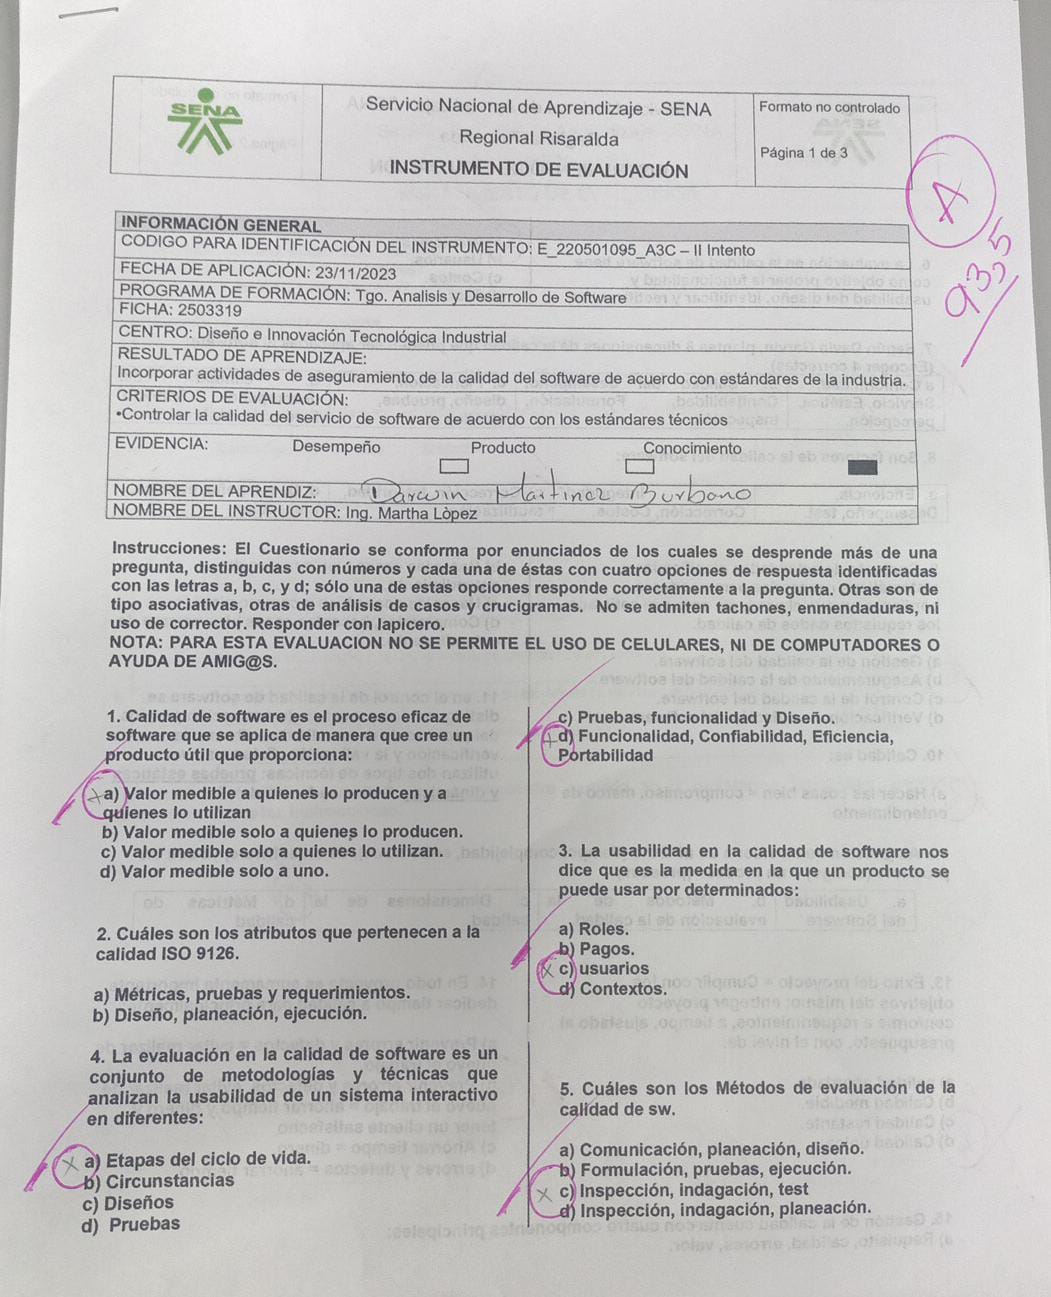 SENA
Servicio Nacional de Aprendizaje - SENA
Regional Risaralda
INSTRUMENTO DE EVALUACIÓN
Formato no controlado
Página 1 de 3
A
INFORMACIÓN GENERAL
CODIGO PARA IDENTIFICACIÓN DEL INSTRUMENTO: E_220501095_A3C – II Intento
FECHA DE APLICACIÓN: 23/11/2023
PROGRAMA DE FORMACIÓN: Tgo. Analisis y Desarrollo de Software
FICHA: 2503319
CENTRO: Diseño e Innovación Tecnológica Industrial
RESULTADO DE APRENDIZAJE:
Incorporar actividades de aseguramiento de la calidad del software de acuerdo con estándares de la industria.
CRITERIOS DE EVALUACIÓN:
•Controlar la calidad del servicio de software de acuerdo con los estándares técnicos
EVIDENCIA: Desempeño Producto Conocimiento
NOMBRE DEL APRENDIZ: Darwin Martinez Burbano
NOMBRE DEL INSTRUCTOR: Ing. Martha Lòpez
Instrucciones: El Cuestionario se conforma por enunciados de los cuales se desprende más de una
pregunta, distinguidas con números y cada una de éstas con cuatro opciones de respuesta identificadas
con las letras a, b, c, y d; sólo una de estas opciones responde correctamente a la pregunta. Otras son de
tipo asociativas, otras de análisis de casos y crucigramas. No se admiten tachones, enmendaduras, ni
uso de corrector. Responder con lapicero.
NOTA: PARA ESTA EVALUACION NO SE PERMITE EL USO DE CELULARES, NI DE COMPUTADORES O
AYUDA DE AMIG@S.
1. Calidad de software es el proceso eficaz de
software que se aplica de manera que cree un
producto útil que proporciona:
a) Valor medible a quienes lo producen y a
quienes lo utilizan
b) Valor medible solo a quienes lo producen.
c) Valor medible solo a quienes lo utilizan.
d) Valor medible solo a uno.
2. Cuáles son los atributos que pertenecen a la
calidad ISO 9126.
a) Métricas, pruebas y requerimientos.
b) Diseño, planeación, ejecución.
c) Pruebas, funcionalidad y Diseño.
d) Funcionalidad, Confiabilidad, Eficiencia,
Portabilidad
3. La usabilidad en la calidad de software nos
dice que es la medida en la que un producto se
puede usar por determinados:
a) Roles.
b) Pagos.
c) usuarios
d) Contextos.
4. La evaluación en la calidad de software es un
conjunto de metodologías y técnicas que
analizan la usabilidad de un sistema interactivo
en diferentes:
a) Etapas del ciclo de vida.
b) Circunstancias
c) Diseños
d) Pruebas
5. Cuáles son los Métodos de evaluación de la
calidad de sw.
a) Comunicación, planeación, diseño.
b) Formulación, pruebas, ejecución.
c) Inspección, indagación, test
d) Inspección, indagación, planeación.